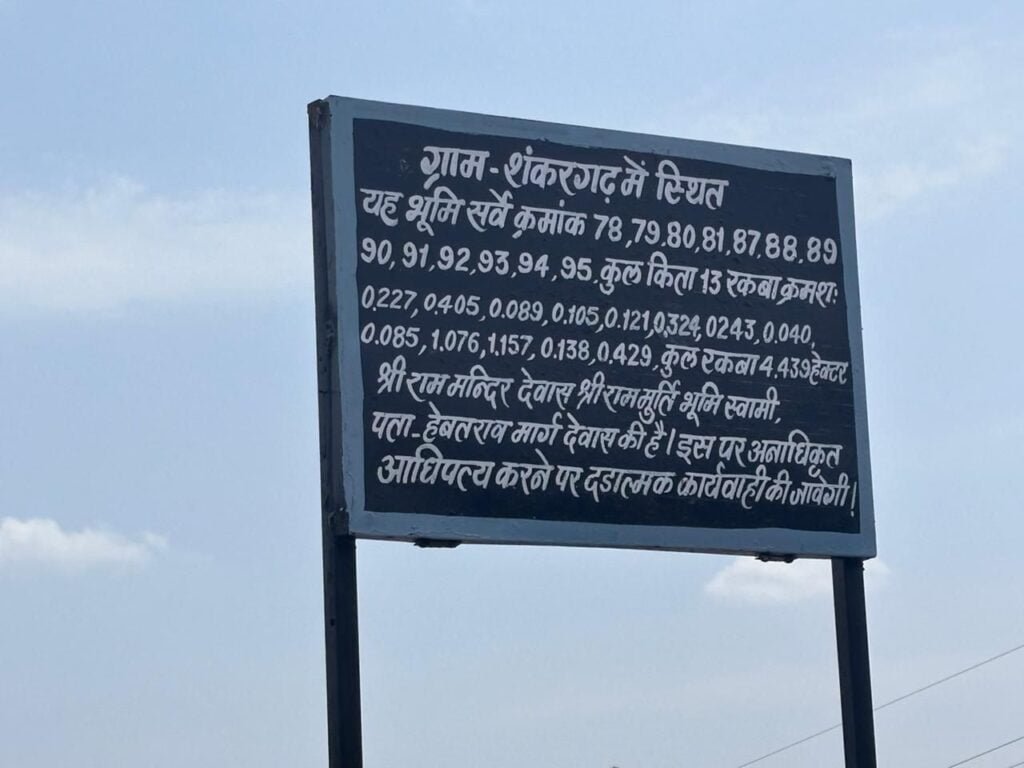 ग्राम - शंकरगढ़ में स्थित
यह भूमि सर्वे क्रमांक 78,79,80,81,87,88,89
90, 91, 92, 93, 94, 95, कुल किता 13 रकबा क्रमशः
0.227, 0.405, 0.089, 0.105, 0.121, 0.324, 0243, 0.040,
0.085, 1.076, 1.157, 0.138, 0.429, कुल रकबा 4.439 हेक्टर
श्री राम मन्दिर देवास श्री राम मुर्ति भूमि स्वामी,
पता - हेबतराव मार्ग देवास की है। इस पर अनाधिकृत
आधिपत्य करने पर दडात्मक कार्यवाही की जावेगी!